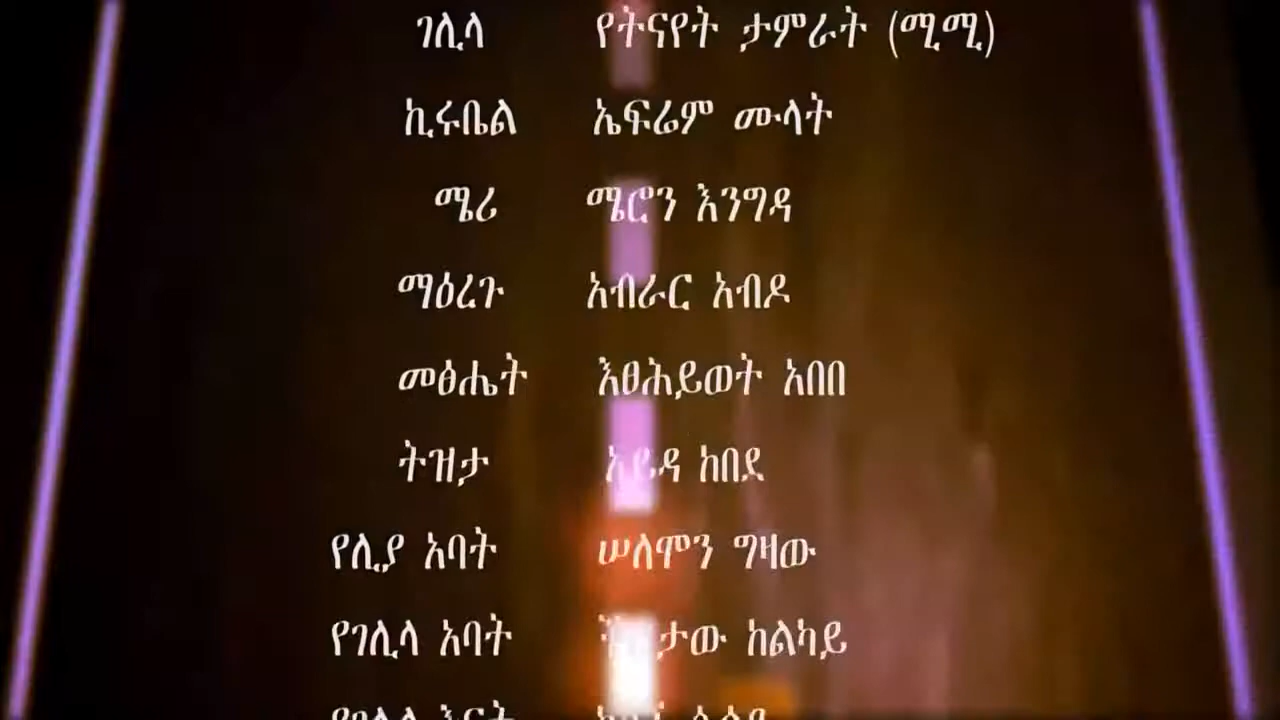 ገሊላ የትናየት ታምራት (ሚሚ)
ኪሩቤል ኤፍሬም ሙላት
ሜሪ ሜሮን እንግዳ
ማዕረጉ አብራር አብዶ
መፅሔት እፀሕይወት አበበ
ትዝታ አይዳ ከበደ
የሊያ አባት ሠለሞን ግዛው
የገሊላ አባት ከልካይ